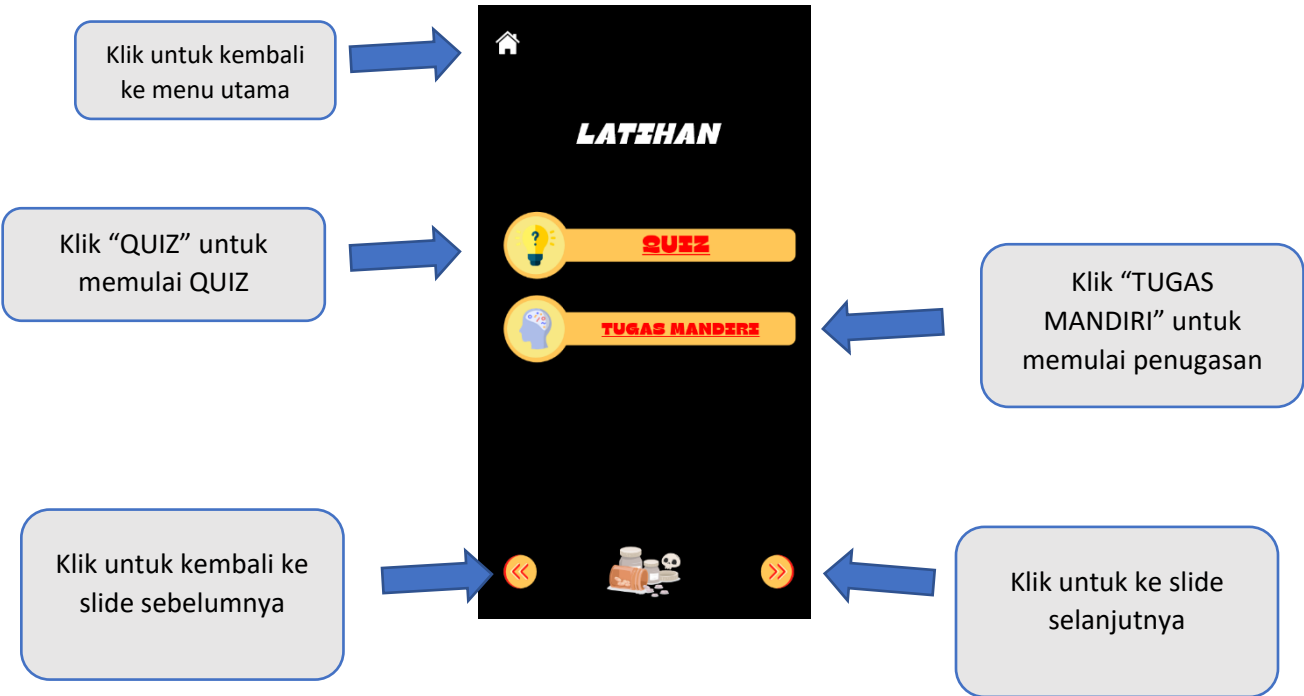 Klik untuk kembali
ke menu utama
LATIHAN
Klik “QUIZ” untuk
memulai QUIZ
QUIZ
TUGAS MANDIRI
Klik “TUGAS
MANDIRI” untuk
memulai penugasan
Klik untuk kembali ke
slide sebelumnya
Klik untuk ke slide
selanjutnya